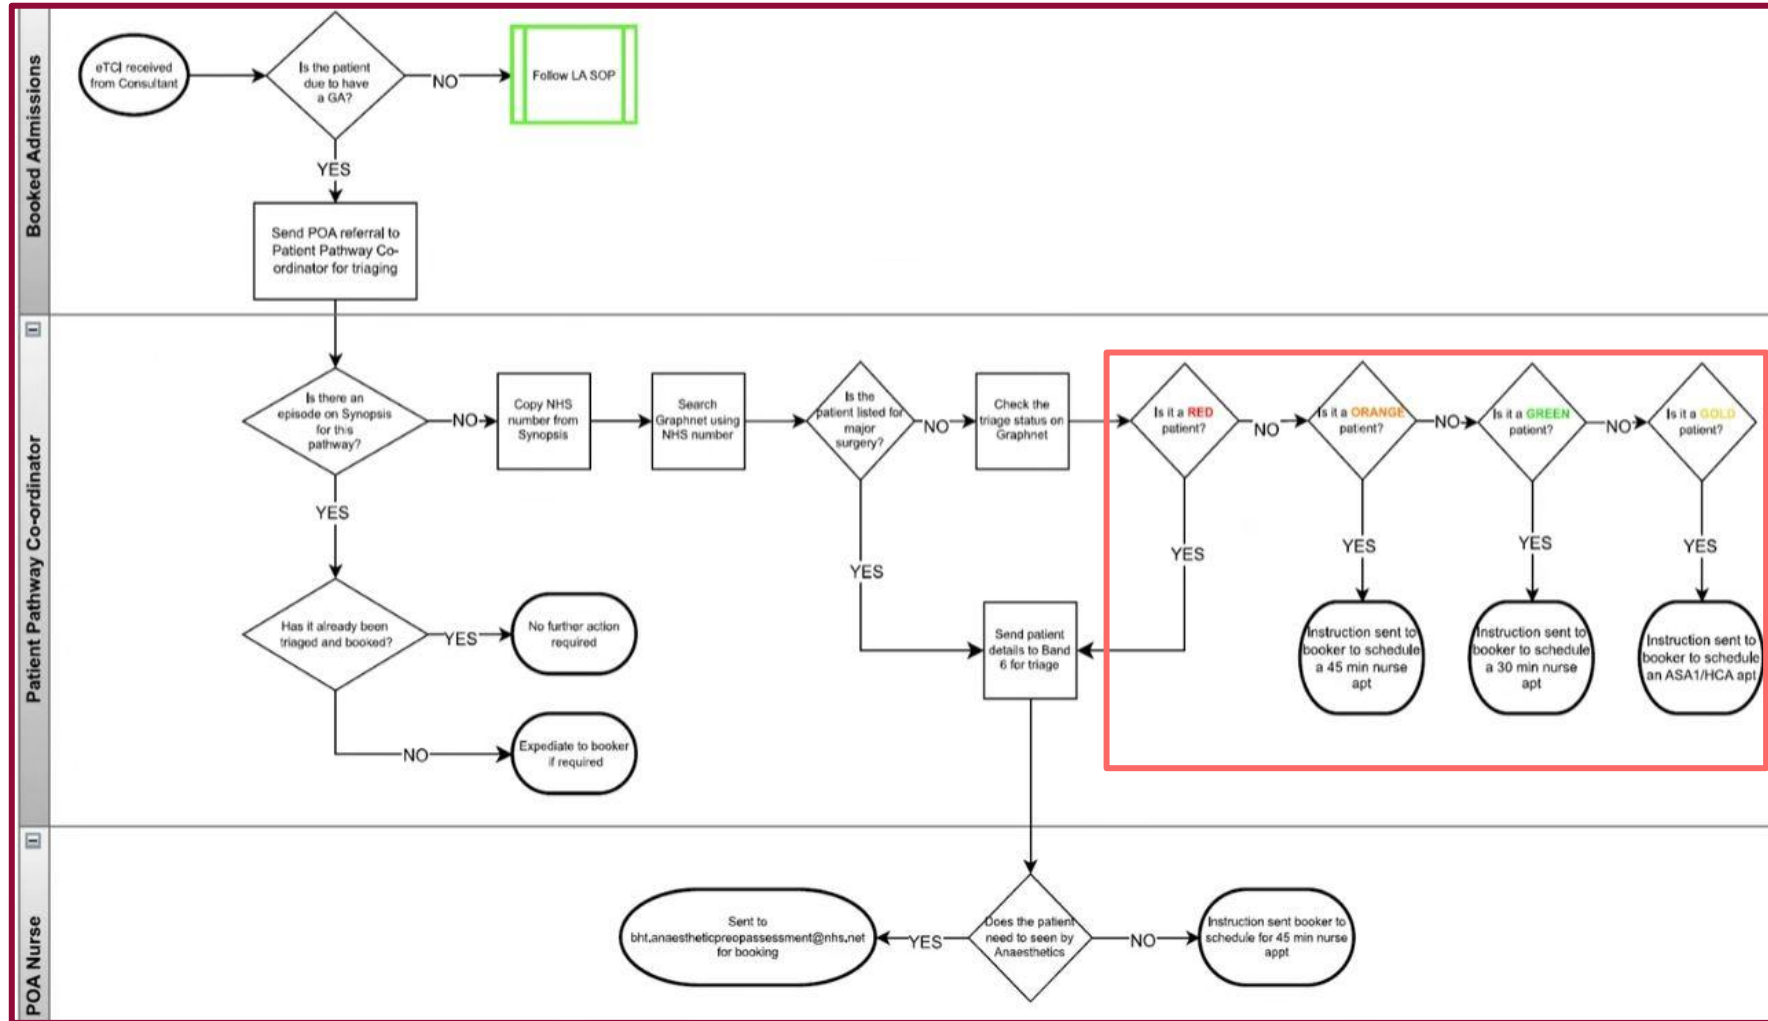 Booked Admissions
eTCI received
from Consultant
Is the patient
due to have
a GA?
NO
Follow LA SOP
YES
Send POA referral to
Patient Pathway Co-
ordinator for triaging
Patient Pathway Co-ordinator
Is there an
episode on Synopsis
for this
pathway?
NO
Copy NHS
number from
Synopsis
Search
Graphnet using
NHS number
Is the
patient listed for
major
surgery?
NO
Check the
triage status on
Graphnet
Is it a RED
patient?
NO
Is it a ORANGE
patient?
NO
Is it a GREEN
patient?
NO
Is it a GOLD
patient?
YES
YES
YES
YES
YES
YES
Has it already been
triaged and booked?
YES
No further action
required
Send patient
details to Band
6 for triage
Instruction sent to
booker to schedule
a 45 min nurse
apt
Instruction sent to
booker to schedule
a 30 min nurse
apt
Instruction sent to
booker to schedule
an ASA1/HCA apt
NO
Expediate to booker
if required
POA Nurse
Sent to
bht.anaestheticpreopassessment@nhs.net
for booking
YES
Does the patient
need to seen by
Anaesthetics
NO
Instruction sent booker to
schedule for 45 min nurse
appt